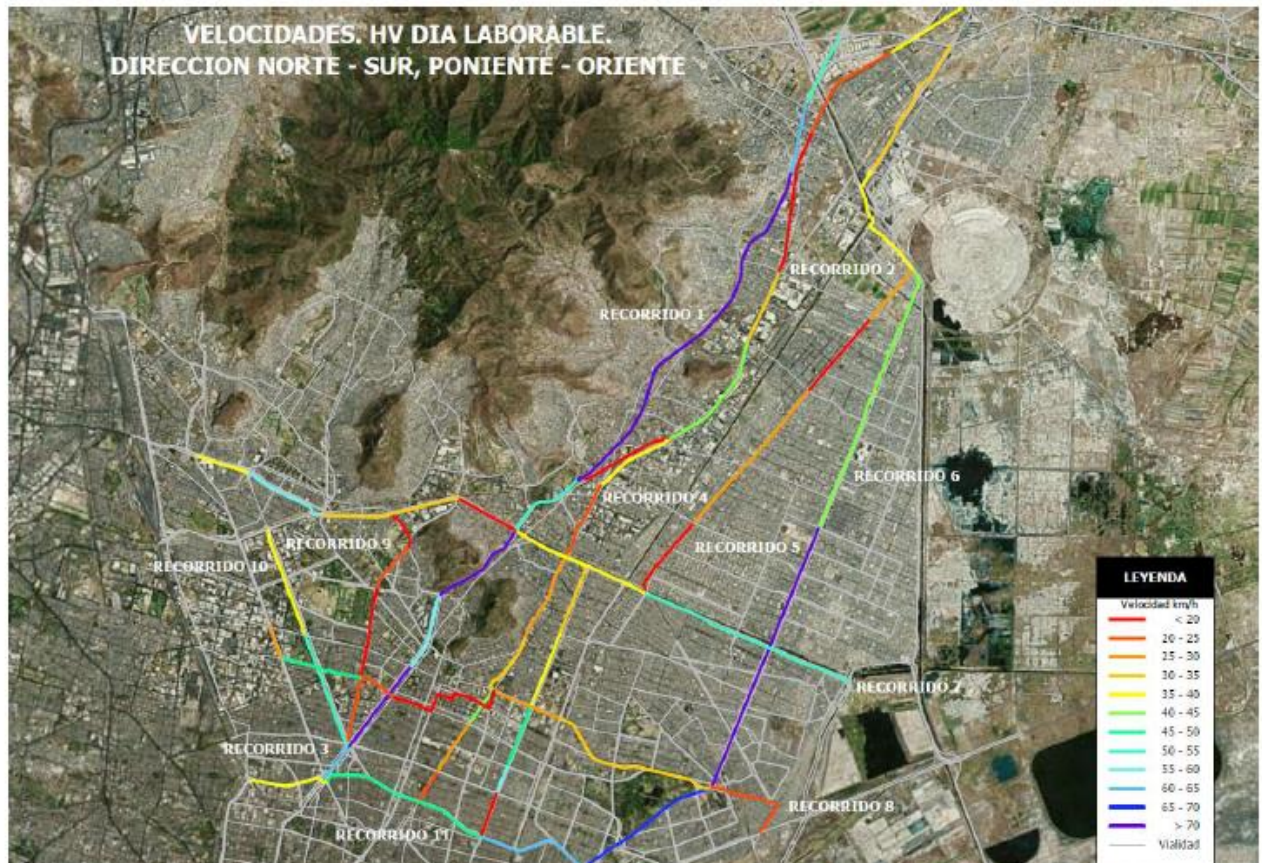 VELOCIDADES. HV DIA LABORABLE.
DIRECCION NORTE - SUR, PONIENTE - ORIENTE
RECORRIDO 2
RECORRIDO 1
RECORRIDO 6
RECORRIDO 4
RECORRIDO 9
RECORRIDO 5
RECORRIDO 10
RECORRIDO 7
RECORRIDO 3
RECORRIDO 8
RECORRIDO 11
LEYENDA
Velocidad km/h
< 20
20 - 25
25 - 30
30 - 35
35 - 40
40 - 45
45 - 50
50 - 55
55 - 60
60 - 65
65 - 70
> 70
Vialidad